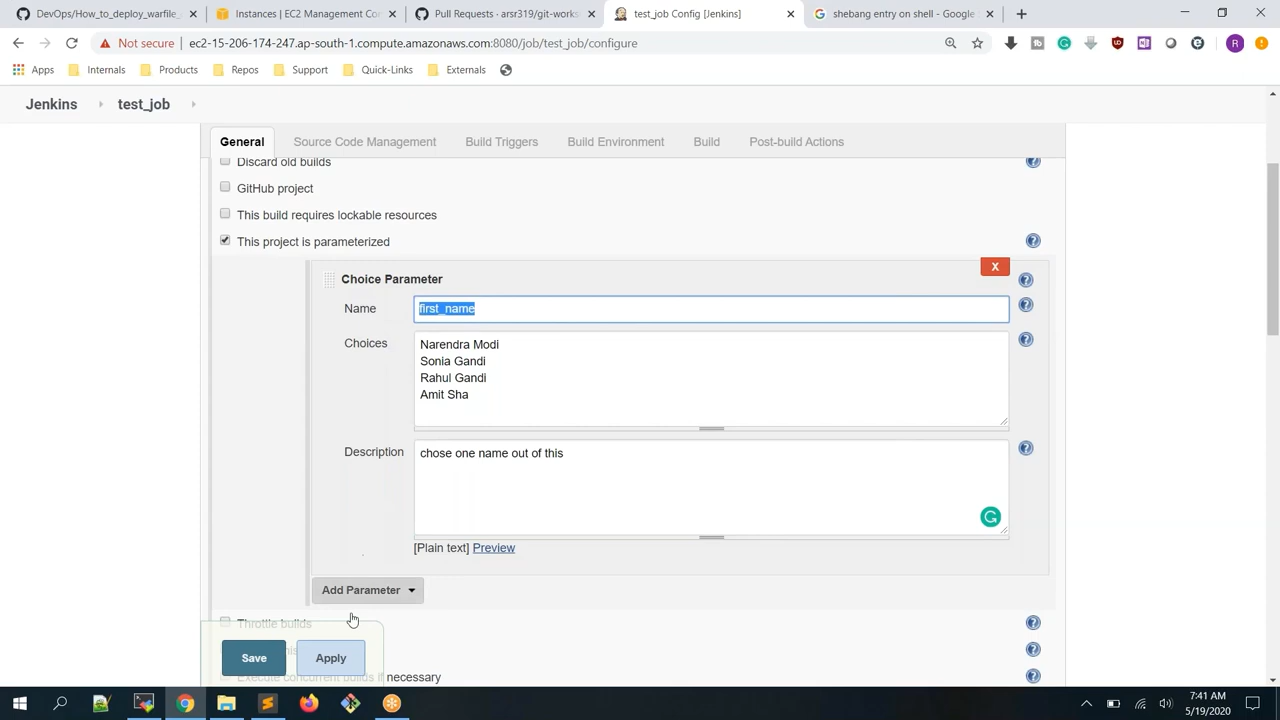 DevOps/How_to_deploy_warfile_
Instances | EC2 Management Co
Pull Requests · arsr319/git-works
test_job Config [Jenkins]
shebang entry on shell - Google
Not secure | ec2-15-206-174-247.ap-south-1.compute.amazonaws.com:8080/job/test_job/configure
Apps Internals Products Repos Support Quick-Links Externals
Jenkins test_job
General Source Code Management Build Triggers Build Environment Build Post-build Actions
Discard old builds
GitHub project
This build requires lockable resources
This project is parameterized
X
Choice Parameter
Name first_name
Choices Narendra Modi
Sonia Gandi
Rahul Gandi
Amit Sha
Description chose one name out of this
[Plain text] Preview
Add Parameter
Throttle builds
Save Apply
Execute concurrent builds if necessary
7:41 AM
5/19/2020